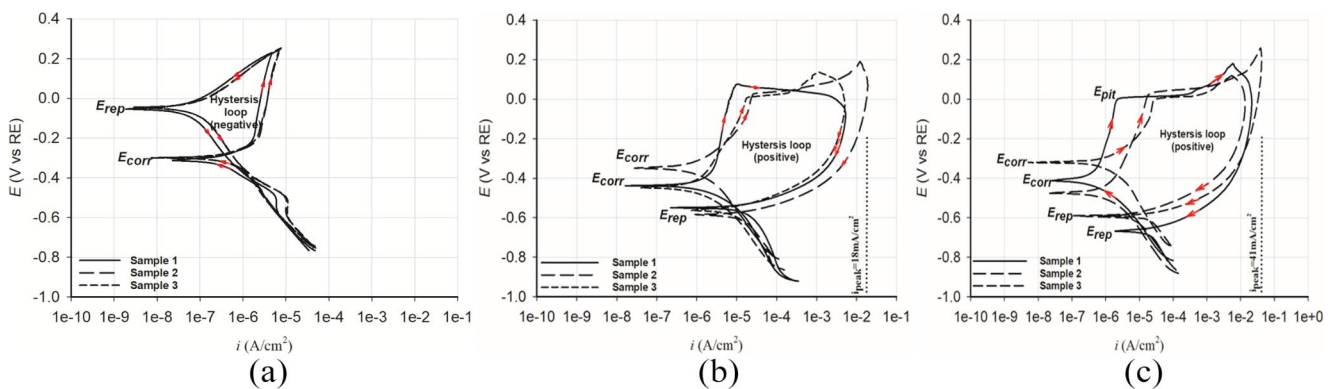 0.4
0.2
0.0
-0.2
-0.4
-0.6
-0.8
-1.0
E (V vs RE)
Erep
Hystersis
loop
(negative)
Ecorr
Sample 1
Sample 2
Sample 3
1e-10 1e-9 1e-8 1e-7 1e-6 1e-5 1e-4 1e-3 1e-2 1e-1
i (A/cm²)
(a)
0.4
0.2
0.0
-0.2
-0.4
-0.6
-0.8
-1.0
E (V vs RE)
Hystersis loop
(positive)
Ecorr
Ecorr
Erep
ipeak=18mA/cm²
Sample 1
Sample 2
Sample 3
1e-10 1e-9 1e-8 1e-7 1e-6 1e-5 1e-4 1e-3 1e-2 1e-1
i (A/cm²)
(b)
0.4
0.2
0.0
-0.2
-0.4
-0.6
-0.8
-1.0
E (V vs RE)
Epit
Hystersis loop
(positive)
Ecorr
Ecorr
Erep
Erep
ipeak=41mA/cm²
Sample 1
Sample 2
Sample 3
1e-10 1e-9 1e-8 1e-7 1e-6 1e-5 1e-4 1e-3 1e-2 1e-1 1e+0
i (A/cm²)
(c)